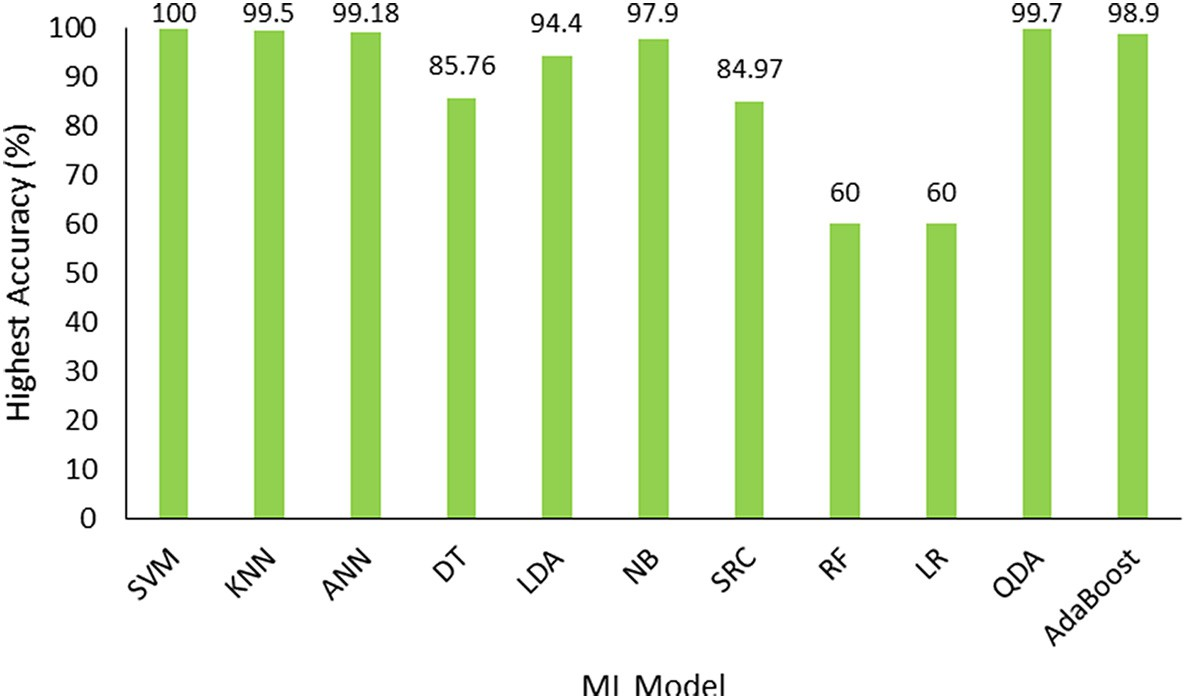 100 99.5 99.18 85.76 94.4 97.9 84.97 60 60 99.7 98.9
Highest Accuracy (%)
100
90
80
70
60
50
40
30
20
10
0
SVM KNN ANN DT LDA NB SRC RF LR QDA AdaBoost
ML Model